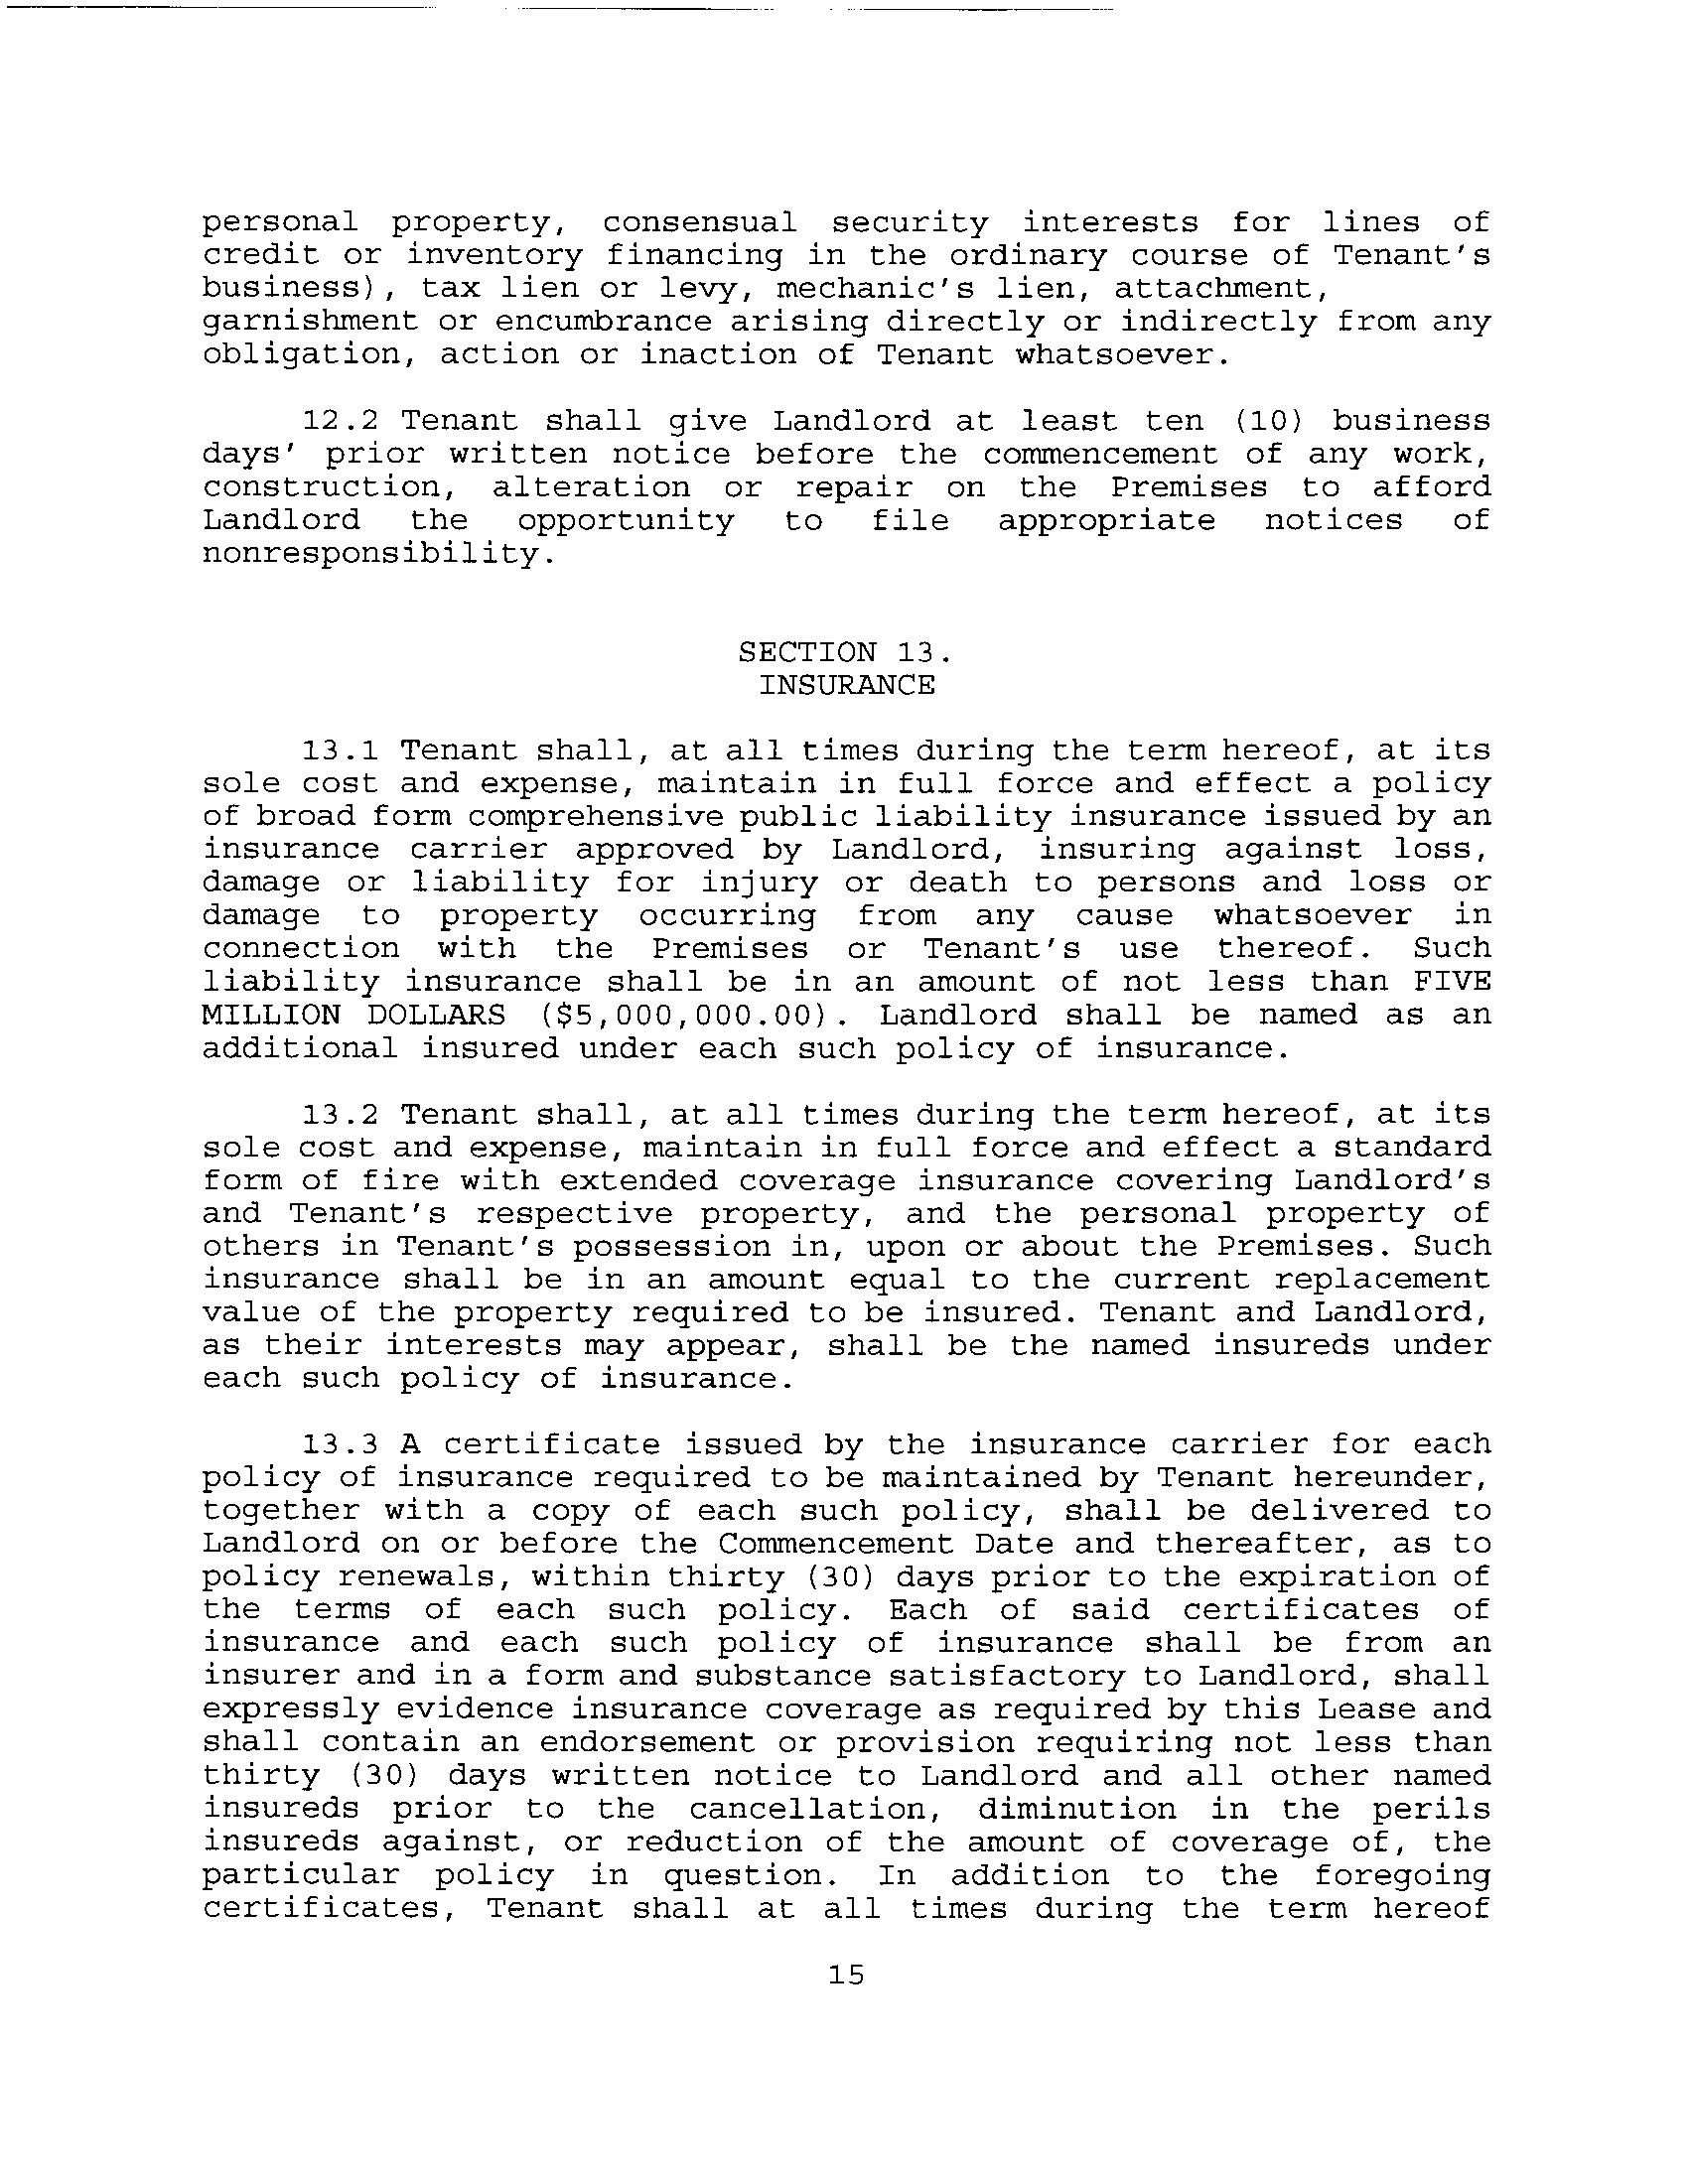 personal property, consensual security interests for lines of
credit or inventory financing in the ordinary course of Tenant's
business), tax lien or levy, mechanic's lien, attachment,
garnishment or encumbrance arising directly or indirectly from any
obligation, action or inaction of Tenant whatsoever.
12.2 Tenant shall give Landlord at least ten (10) business
days' prior written notice before the commencement of any work,
construction, alteration or repair on the Premises to afford
Landlord the opportunity to file appropriate notices of
nonresponsibility.
SECTION 13.
INSURANCE
13.1 Tenant shall, at all times during the term hereof, at its
sole cost and expense, maintain in full force and effect a policy
of broad form comprehensive public liability insurance issued by an
insurance carrier approved by Landlord, insuring against loss,
damage or liability for injury or death to persons and loss or
damage to property occurring from any cause whatsoever in
connection with the Premises or Tenant's use thereof. Such
liability insurance shall be in an amount of not less than FIVE
MILLION DOLLARS ($5,000,000.00). Landlord shall be named as an
additional insured under each such policy of insurance.
13.2 Tenant shall, at all times during the term hereof, at its
sole cost and expense, maintain in full force and effect a standard
form of fire with extended coverage insurance covering Landlord's
and Tenant's respective property, and the personal property of
others in Tenant's possession in, upon or about the Premises. Such
insurance shall be in an amount equal to the current replacement
value of the property required to be insured. Tenant and Landlord,
as their interests may appear, shall be the named insureds under
each such policy of insurance.
13.3 A certificate issued by the insurance carrier for each
policy of insurance required to be maintained by Tenant hereunder,
together with a copy of each such policy, shall be delivered to
Landlord on or before the Commencement Date and thereafter, as to
policy renewals, within thirty (30) days prior to the expiration of
the terms of each such policy. Each of said certificates of
insurance and each such policy of insurance shall be from an
insurer and in a form and substance satisfactory to Landlord, shall
expressly evidence insurance coverage as required by this Lease and
shall contain an endorsement or provision requiring not less than
thirty (30) days written notice to Landlord and all other named
insureds prior to the cancellation, diminution in the perils
insureds against, or reduction of the amount of coverage of, the
particular policy in question. In addition to the foregoing
certificates, Tenant shall at all times during the term hereof
15